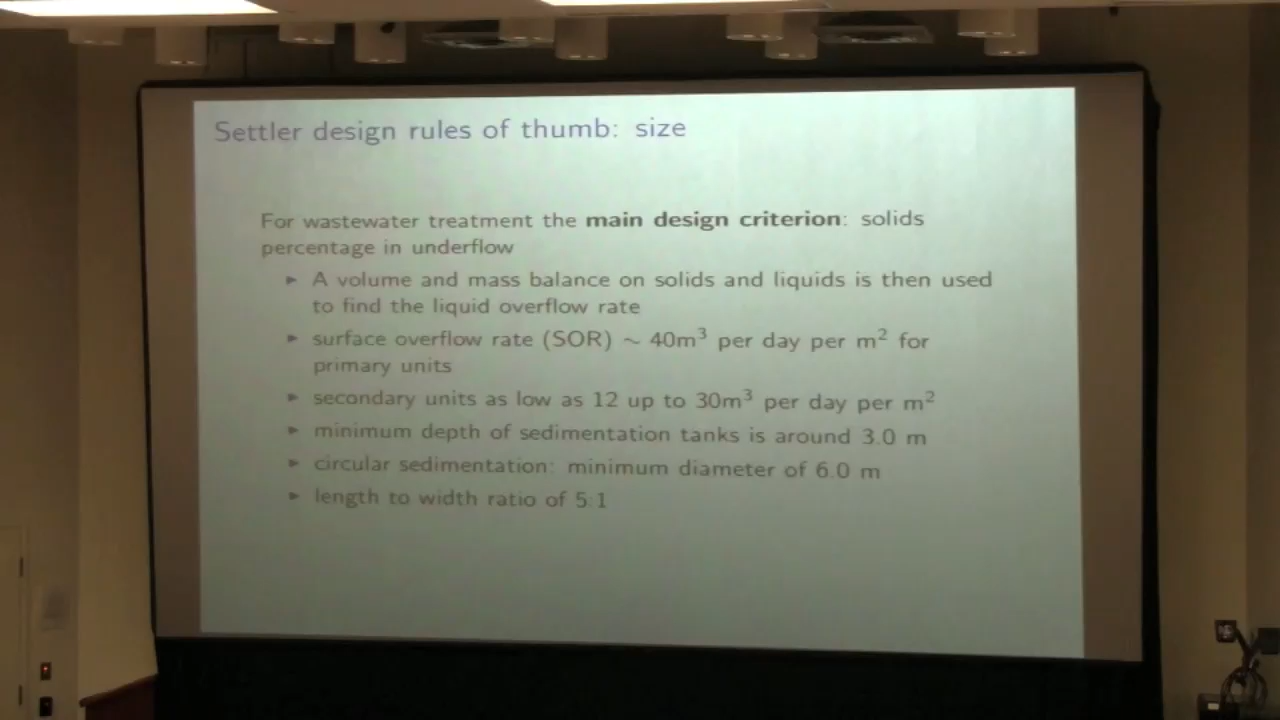 Settler design rules of thumb: size
For wastewater treatment the main design criterion: solids
percentage in underflow
► A volume and mass balance on solids and liquids is then used
to find the liquid overflow rate
► surface overflow rate (SOR) ~ 40m³ per day per m² for
primary units
► secondary units as low as 12 up to 30m³ per day per m²
► minimum depth of sedimentation tanks is around 3.0 m
► circular sedimentation: minimum diameter of 6.0 m
► length to width ratio of 5:1